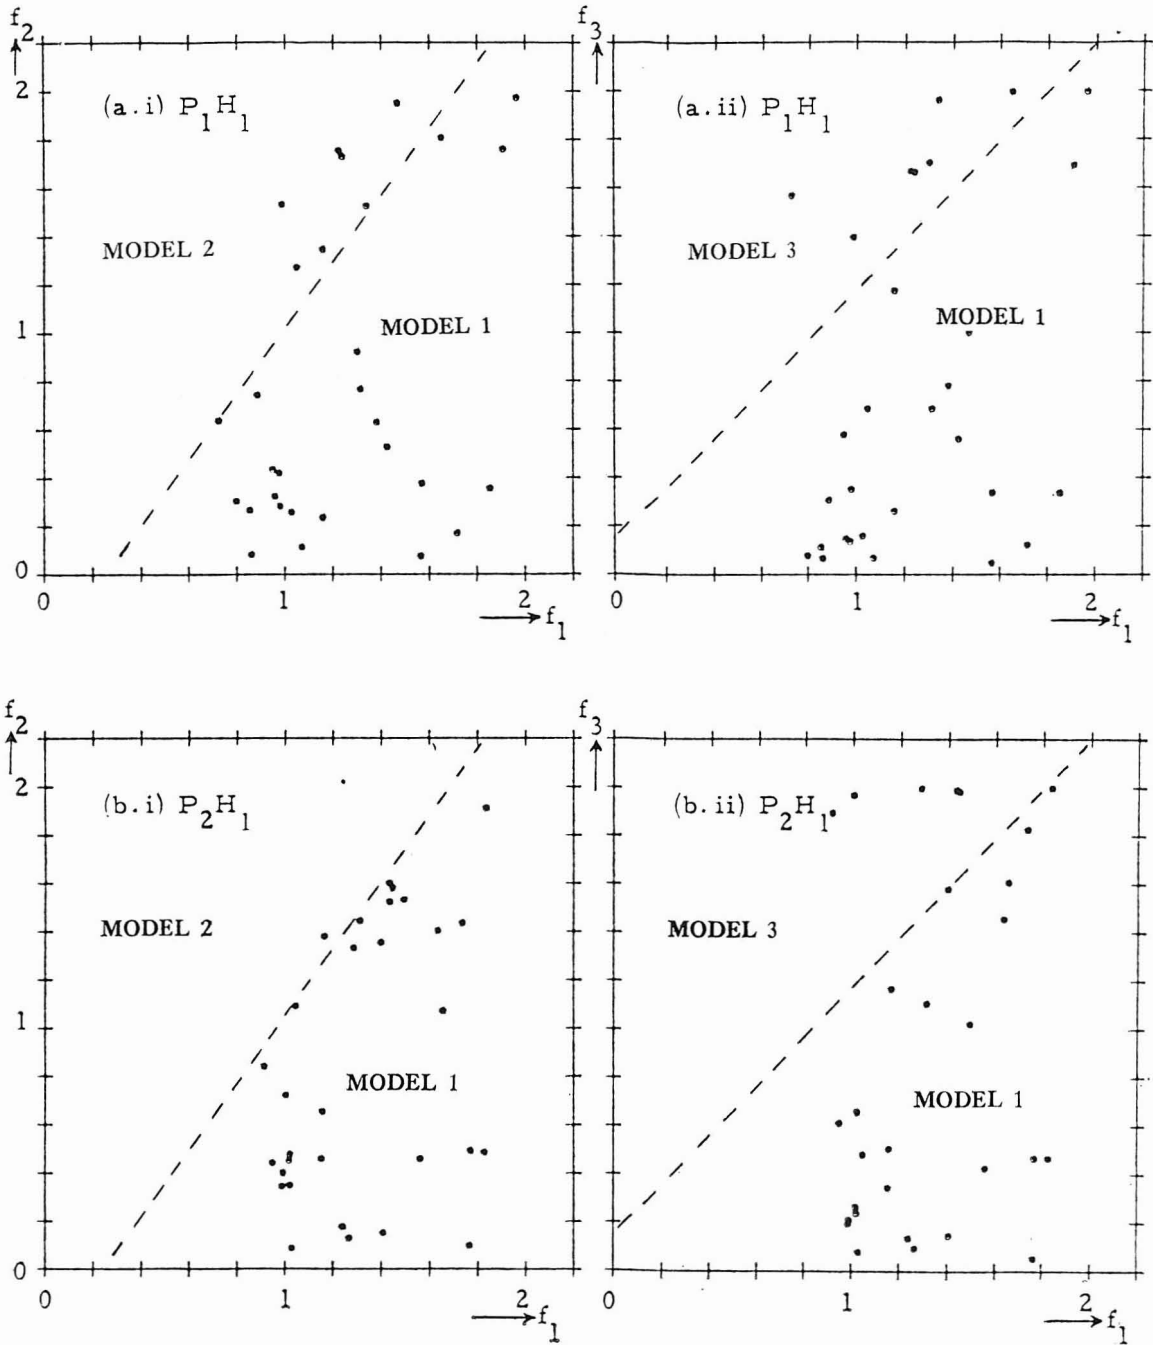 f2
2
(a.i) P1H1
MODEL 2
MODEL 1
1
0
0 1 2
f1
f3
(a.ii) P1H1
MODEL 3
MODEL 1
0 1 2
f1
f2
2
(b.i) P2H1
MODEL 2
MODEL 1
1
0
0 1 2
f1
f3
(b.ii) P2H1
MODEL 3
MODEL 1
0 1 2
f1